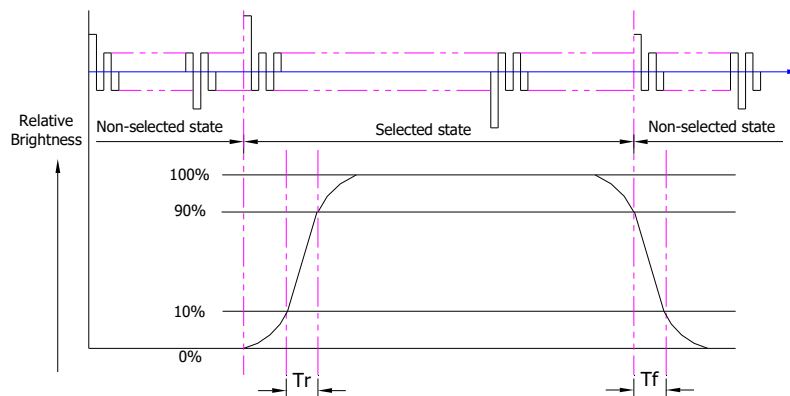 Relative
Brightness
Non-selected state
Selected state
Non-selected state
100%
90%
10%
0%
Tr
Tf